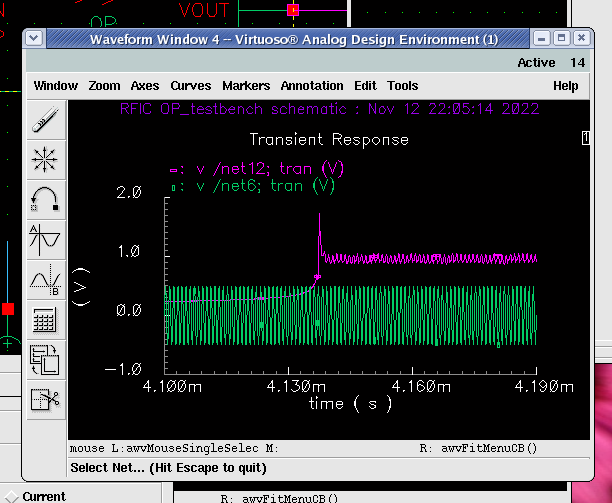 VOUT
OP
Waveform Window 4 -- Virtuoso® Analog Design Environment (1)
Active 14
Window Zoom Axes Curves Markers Annotation Edit Tools Help
RFIC OP_testbench schematic : Nov 12 22:05:14 2022
Transient Response
1
v /net12; tran (V)
v /net6; tran (V)
2.0
1.0
(V)
0.0
-1.0
4.100m 4.130m 4.160m 4.190m
time ( s )
A
B
mouse L:awvMouseSingleSelec M: R: awvFitMenuCB()
Select Net... (Hit Escape to quit)
Current
R: awvFitMenuCB()